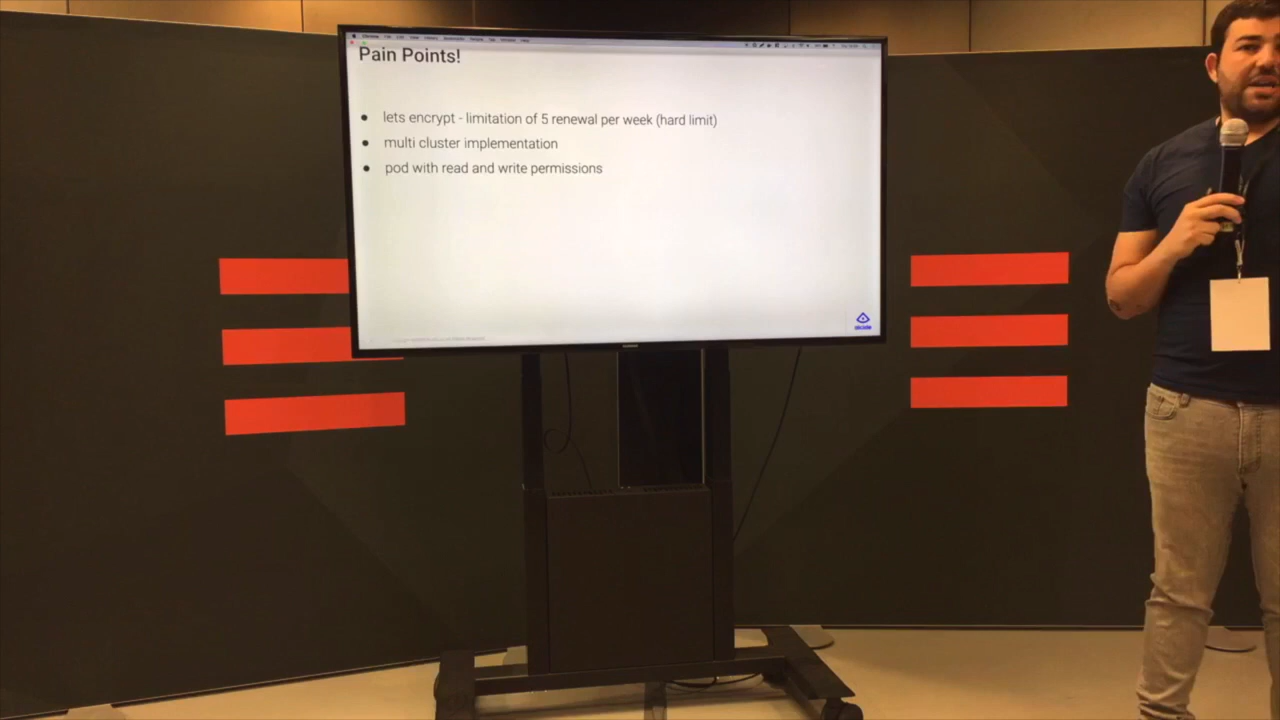 Pain Points!
lets encrypt - limitation of 5 renewal per week (hard limit)
multi cluster implementation
pod with read and write permissions